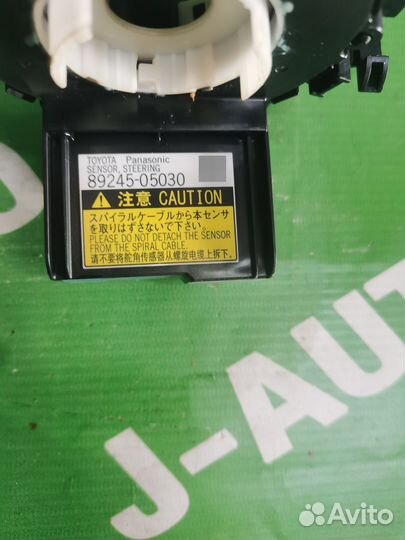 TOYOTA Panasonic
SENSOR, STEERING
89245-05030
注意 CAUTION
スパイラルケーブルから本センサ
を取りはずさないで下さい。
PLEASE DO NOT DETACH THE SENSOR
FROM THE SPIRAL CABLE.
请不要将舵角传感器从螺旋电缆上拆下。
J-AUT
J-AUTO
Avito